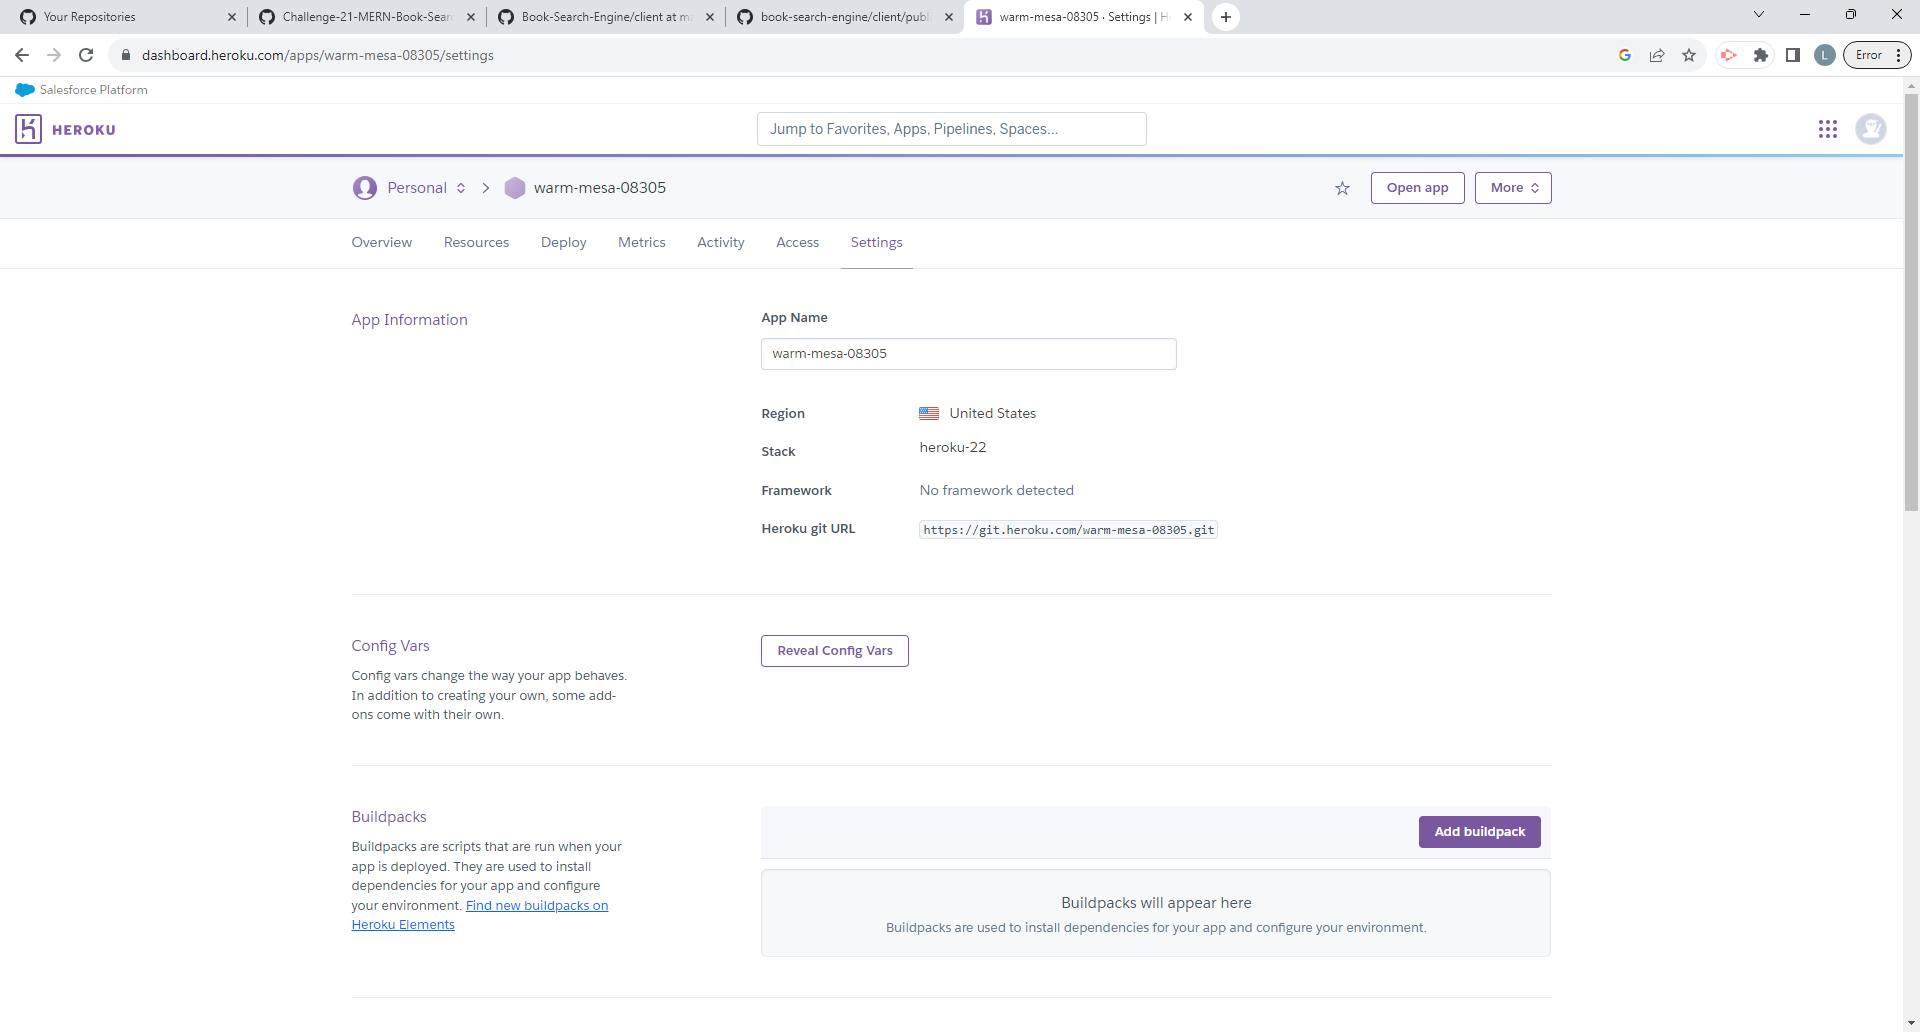 Your Repositories
Challenge-21-MERN-Book-Sear
Book-Search-Engine/client at ma
book-search-engine/client/publi
warm-mesa-08305 · Settings | H
dashboard.heroku.com/apps/warm-mesa-08305/settings
L
Error
Salesforce Platform
HEROKU
Jump to Favorites, Apps, Pipelines, Spaces...
Personal
warm-mesa-08305
Open app
More
Overview
Resources
Deploy
Metrics
Activity
Access
Settings
App Information
App Name
warm-mesa-08305
Region
United States
Stack
heroku-22
Framework
No framework detected
Heroku git URL
https://git.heroku.com/warm-mesa-08305.git
Config Vars
Config vars change the way your app behaves.
In addition to creating your own, some add-
ons come with their own.
Reveal Config Vars
Buildpacks
Buildpacks are scripts that are run when your
app is deployed. They are used to install
dependencies for your app and configure
your environment. Find new buildpacks on
Heroku Elements
Add buildpack
Buildpacks will appear here
Buildpacks are used to install dependencies for your app and configure your environment.